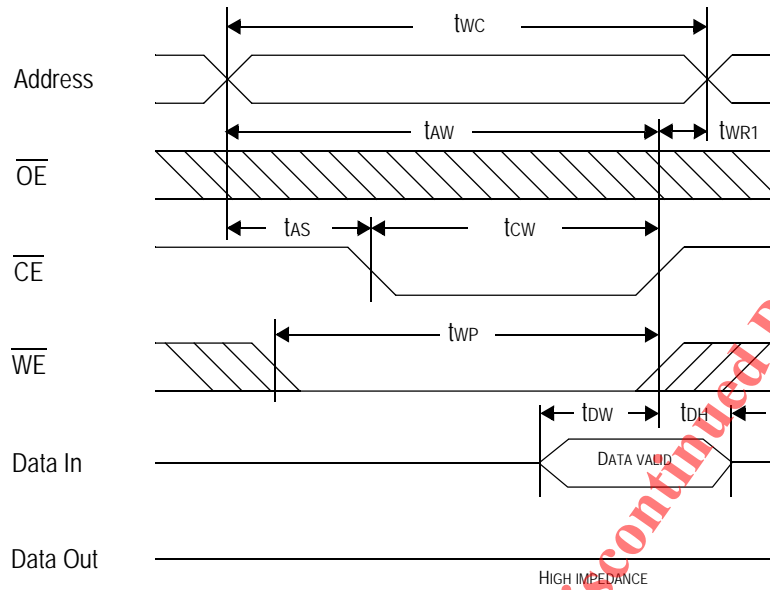 tWC
Address
tAW tWR1
OE
tAS tCW
CE
tWP
WE
tDW tDH
Data In DATA VALID
Data Out
HIGH IMPEDANCE